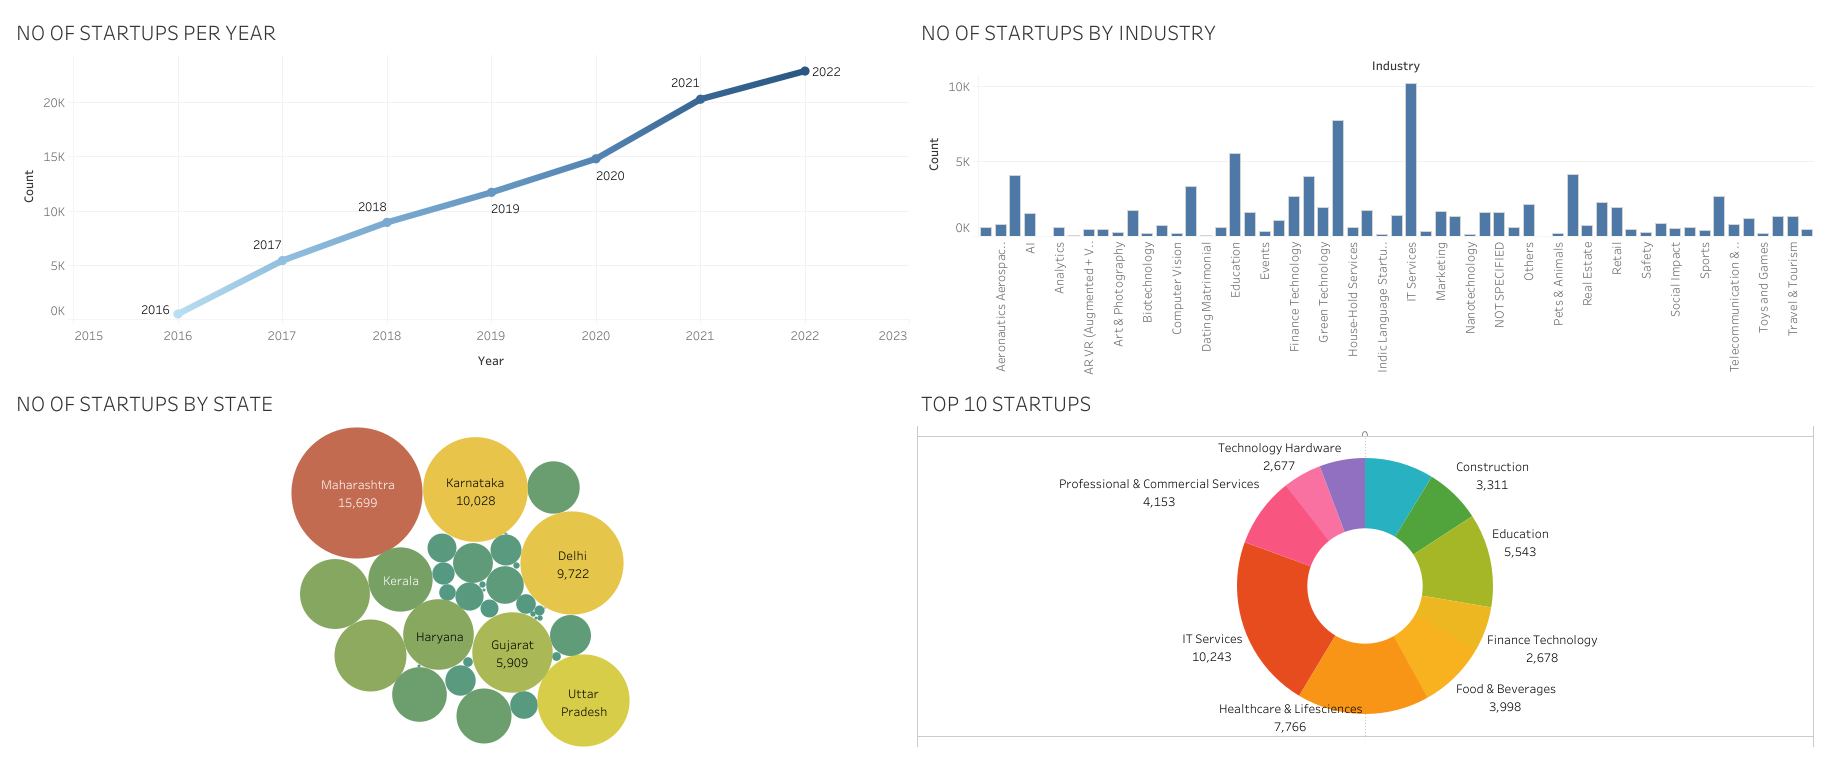 NO OF STARTUPS PER YEAR
Count
20K
15K
10K
5K
0K
2016
2017
2018
2019
2020
2021
2022
2015
2016
2017
2018
2019
2020
2021
2022
2023
Year
NO OF STARTUPS BY INDUSTRY
Industry
Count
10K
5K
0K
Aeronautics Aerospac..
AI
Analytics
AR VR (Augmented + V..
Art & Photography
Biotechnology
Computer Vision
Dating Matrimonial
Education
Events
Finance Technology
Green Technology
House-Hold Services
Indic Language Startu..
IT Services
Marketing
Nanotechnology
NOT SPECIFIED
Others
Pets & Animals
Real Estate
Retail
Safety
Social Impact
Sports
Telecommunication & ..
Toys and Games
Travel & Tourism
NO OF STARTUPS BY STATE
Maharashtra
15,699
Karnataka
10,028
Delhi
9,722
Kerala
Haryana
Gujarat
5,909
Uttar
Pradesh
TOP 10 STARTUPS
0
Technology Hardware
2,677
Construction
3,311
Professional & Commercial Services
4,153
Education
5,543
IT Services
10,243
Finance Technology
2,678
Food & Beverages
3,998
Healthcare & Lifesciences
7,766